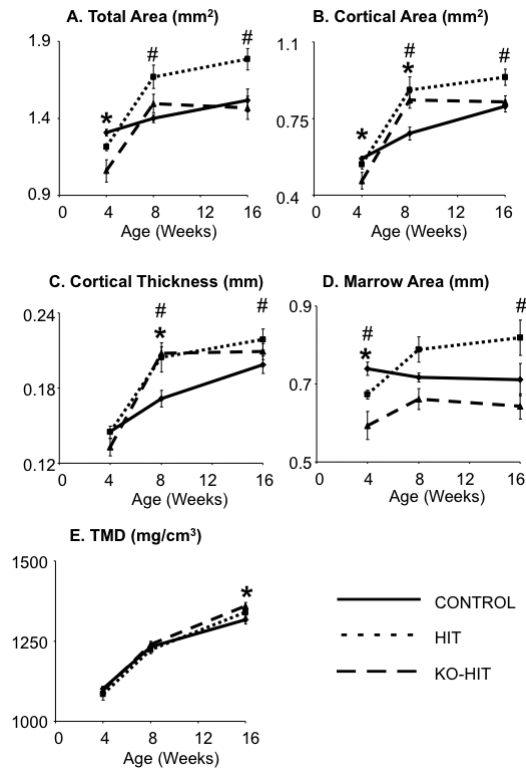 A. Total Area (mm²)
1.9
1.4
0.9
0 4 8 12 16
Age (Weeks)
* # #
B. Cortical Area (mm²)
1.1
0.75
0.4
0 4 8 12 16
Age (Weeks)
* # * #
C. Cortical Thickness (mm)
0.24
0.18
0.12
0 4 8 12 16
Age (Weeks)
# * #
D. Marrow Area (mm)
0.9
0.7
0.5
0 4 8 12 16
Age (Weeks)
# * #
E. TMD (mg/cm³)
1500
1250
1000
0 4 8 12 16
Age (Weeks)
*
CONTROL
HIT
KO-HIT